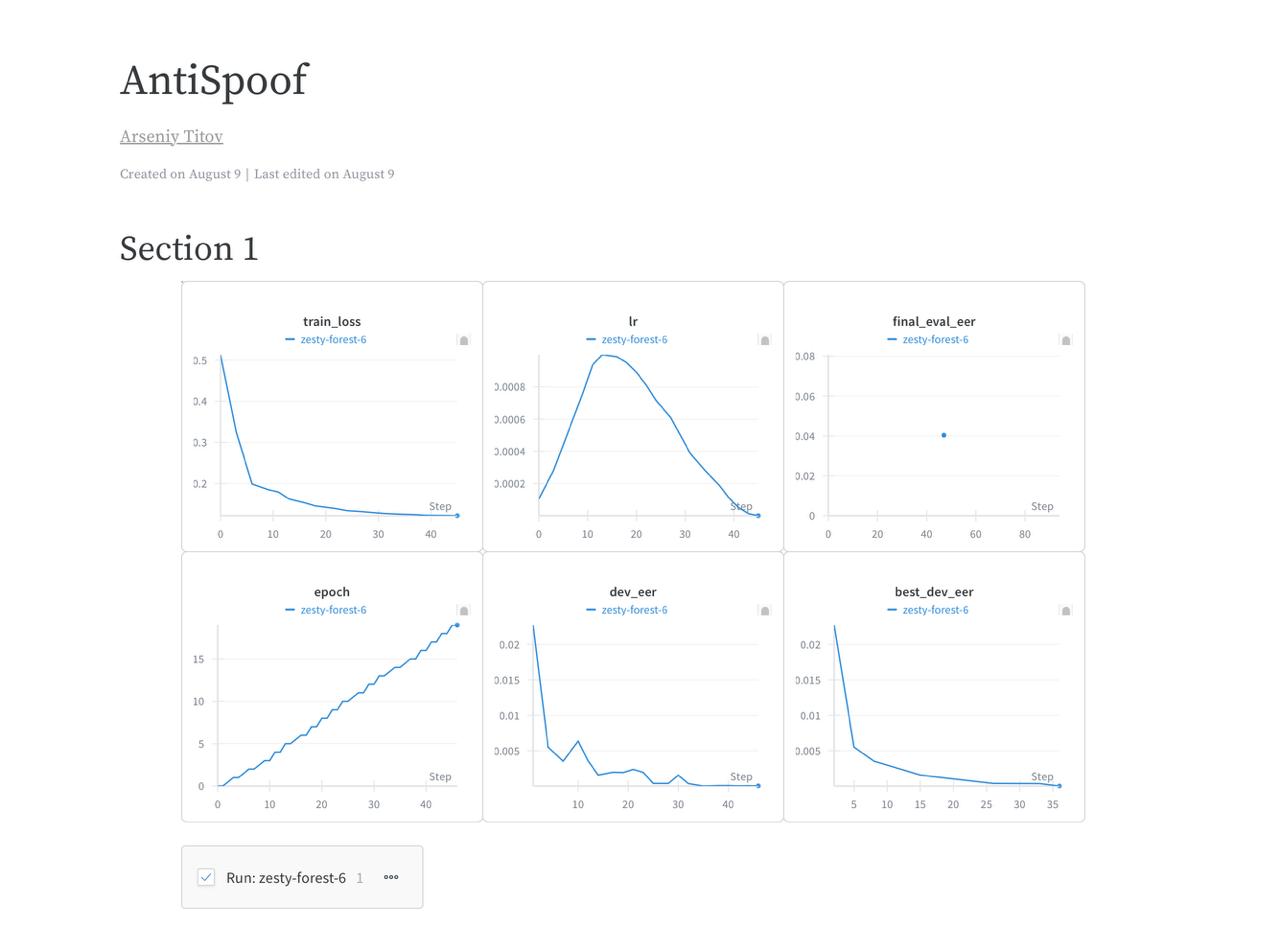 AntiSpoof
Arseniy Titov
Created on August 9 | Last edited on August 9
Section 1
train_loss
zesty-forest-6
0.5
0.4
0.3
0.2
Step
0 10 20 30 40
lr
zesty-forest-6
0.0008
0.0006
0.0004
0.0002
Step
0 10 20 30 40
final_eval_eer
zesty-forest-6
0.08
0.06
0.04
0.02
0
Step
0 20 40 60 80
epoch
zesty-forest-6
15
10
5
0
Step
0 10 20 30 40
dev_eer
zesty-forest-6
0.02
0.015
0.01
0.005
Step
10 20 30 40
best_dev_eer
zesty-forest-6
0.02
0.015
0.01
0.005
Step
5 10 15 20 25 30 35
Run: zesty-forest-6 1